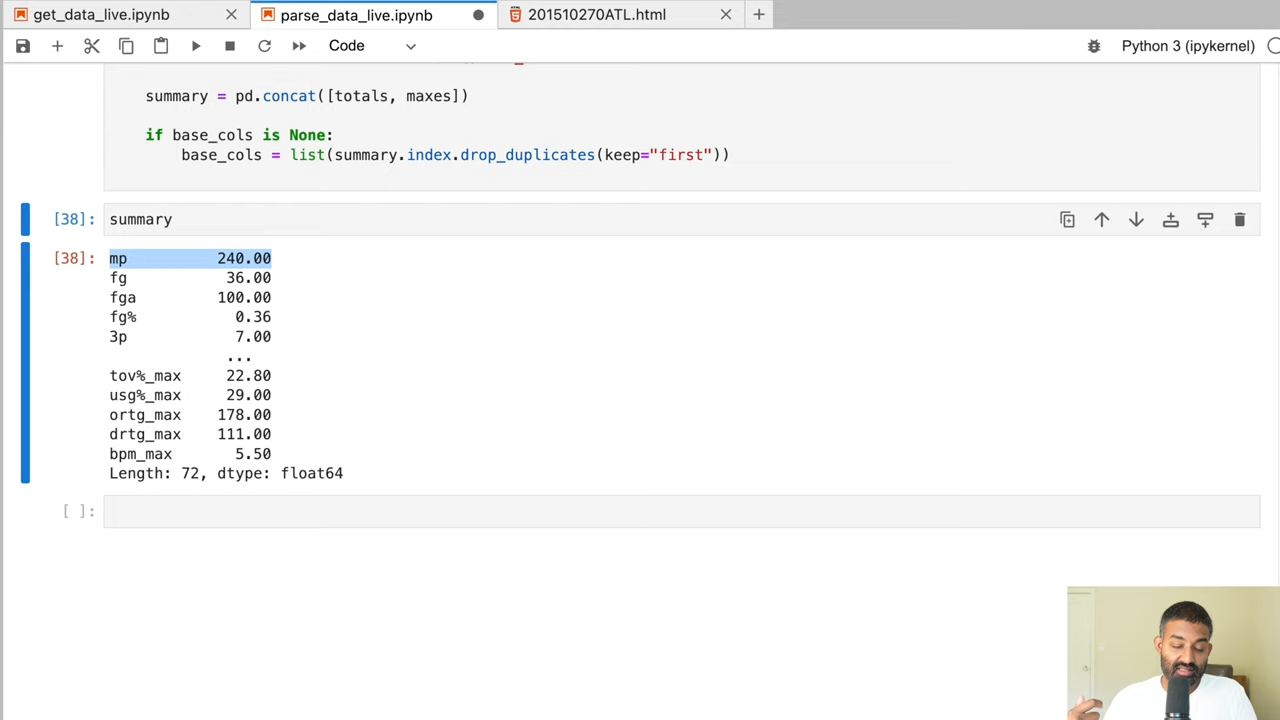 get_data_live.ipynb
parse_data_live.ipynb
201510270ATL.html
Code
Python 3 (ipykernel)
summary = pd.concat([totals, maxes])
if base_cols is None:
base_cols = list(summary.index.drop_duplicates(keep="first"))
[38]: summary
[38]: mp 240.00
fg 36.00
fga 100.00
fg% 0.36
3p 7.00
...
tov%_max 22.80
usg%_max 29.00
ortg_max 178.00
drtg_max 111.00
bpm_max 5.50
Length: 72, dtype: float64
[ ]: